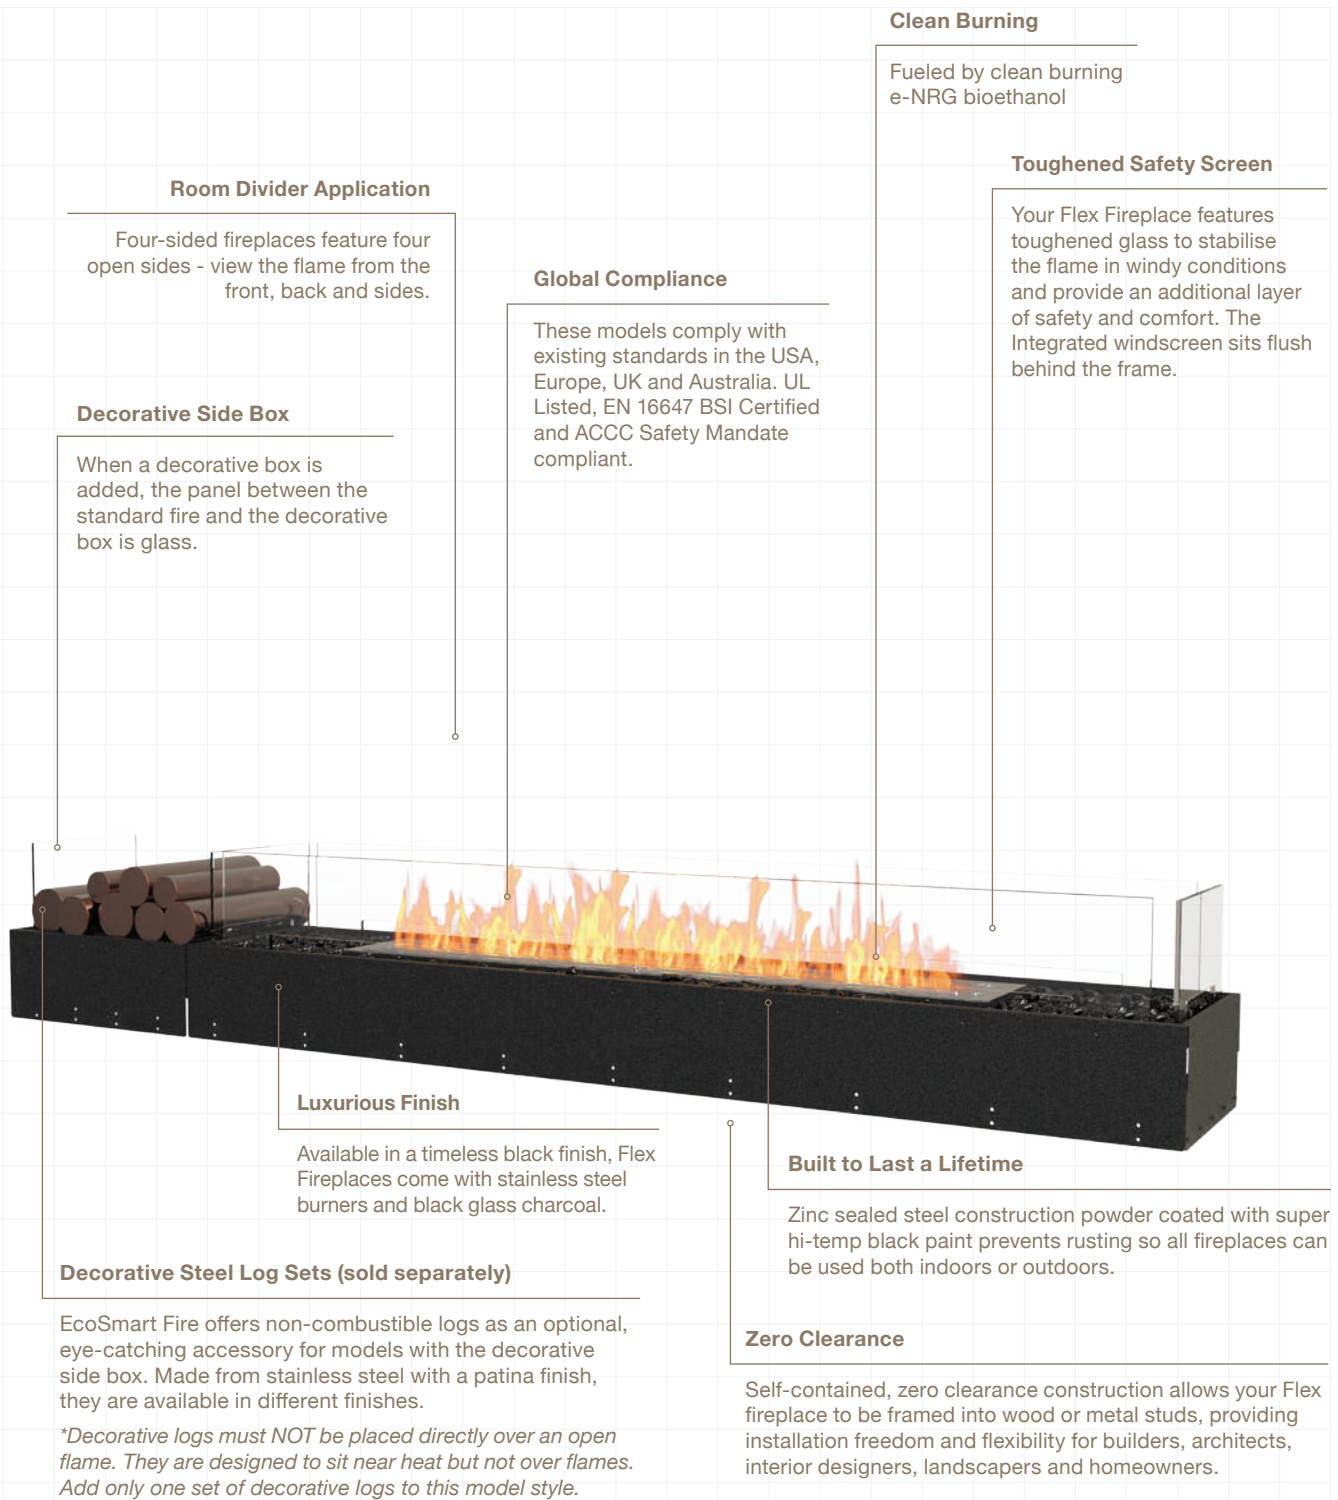 Clean Burning
Fueled by clean burning
e-NRG bioethanol
Toughened Safety Screen
Your Flex Fireplace features
toughened glass to stabilise
the flame in windy conditions
and provide an additional layer
of safety and comfort. The
Integrated windscreen sits flush
behind the frame.
Room Divider Application
Four-sided fireplaces feature four
open sides - view the flame from the
front, back and sides.
Global Compliance
These models comply with
existing standards in the USA,
Europe, UK and Australia. UL
Listed, EN 16647 BSI Certified
and ACCC Safety Mandate
compliant.
Decorative Side Box
When a decorative box is
added, the panel between the
standard fire and the decorative
box is glass.
Luxurious Finish
Available in a timeless black finish, Flex
Fireplaces come with stainless steel
burners and black glass charcoal.
Built to Last a Lifetime
Zinc sealed steel construction powder coated with super
hi-temp black paint prevents rusting so all fireplaces can
be used both indoors or outdoors.
Decorative Steel Log Sets (sold separately)
EcoSmart Fire offers non-combustible logs as an optional,
eye-catching accessory for models with the decorative
side box. Made from stainless steel with a patina finish,
they are available in different finishes.
*Decorative logs must NOT be placed directly over an open
flame. They are designed to sit near heat but not over flames.
Add only one set of decorative logs to this model style.
Zero Clearance
Self-contained, zero clearance construction allows your Flex
fireplace to be framed into wood or metal studs, providing
installation freedom and flexibility for builders, architects,
interior designers, landscapers and homeowners.